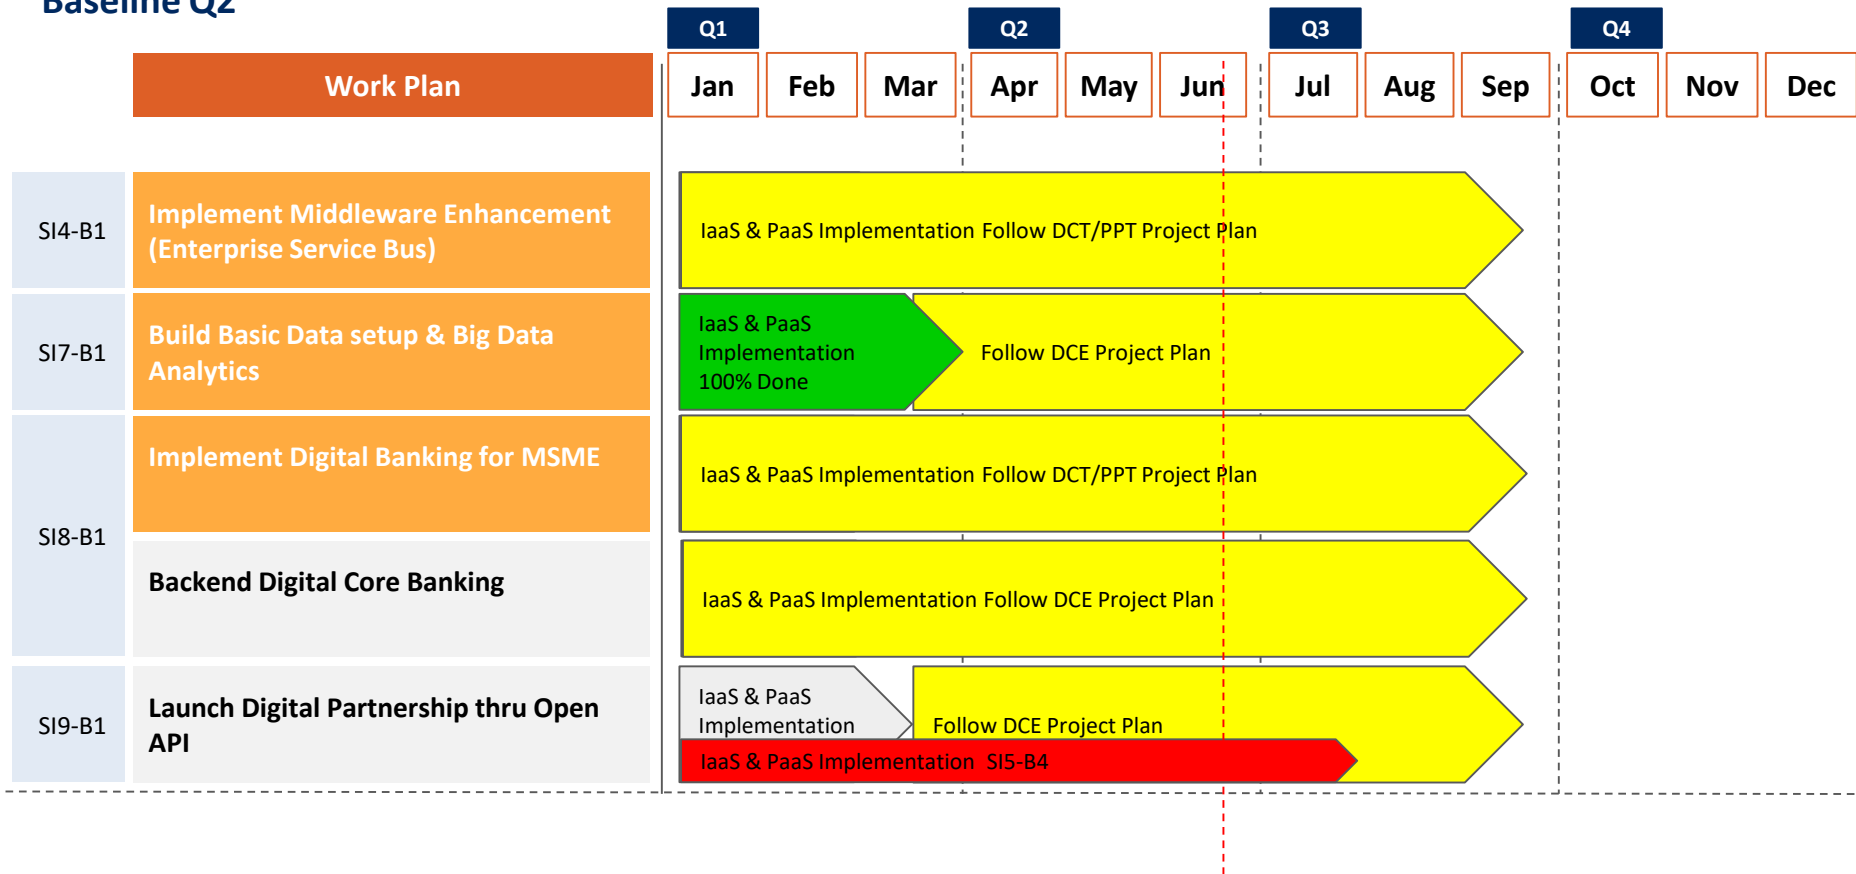 Baseline Q2
Q1
Q2
Q3
Q4
Work Plan
Jan
Feb
Mar
Apr
May
Jun
Jul
Aug
Sep
Oct
Nov
Dec
SI4-B1
Implement Middleware Enhancement
(Enterprise Service Bus)
IaaS & PaaS Implementation Follow DCT/PPT Project Plan
SI7-B1
Build Basic Data setup & Big Data
Analytics
IaaS & PaaS
Implementation
100% Done
Follow DCE Project Plan
SI8-B1
Implement Digital Banking for MSME
IaaS & PaaS Implementation Follow DCT/PPT Project Plan
Backend Digital Core Banking
IaaS & PaaS Implementation Follow DCE Project Plan
SI9-B1
Launch Digital Partnership thru Open
API
IaaS & PaaS
Implementation
Follow DCE Project Plan
IaaS & PaaS Implementation SI5-B4